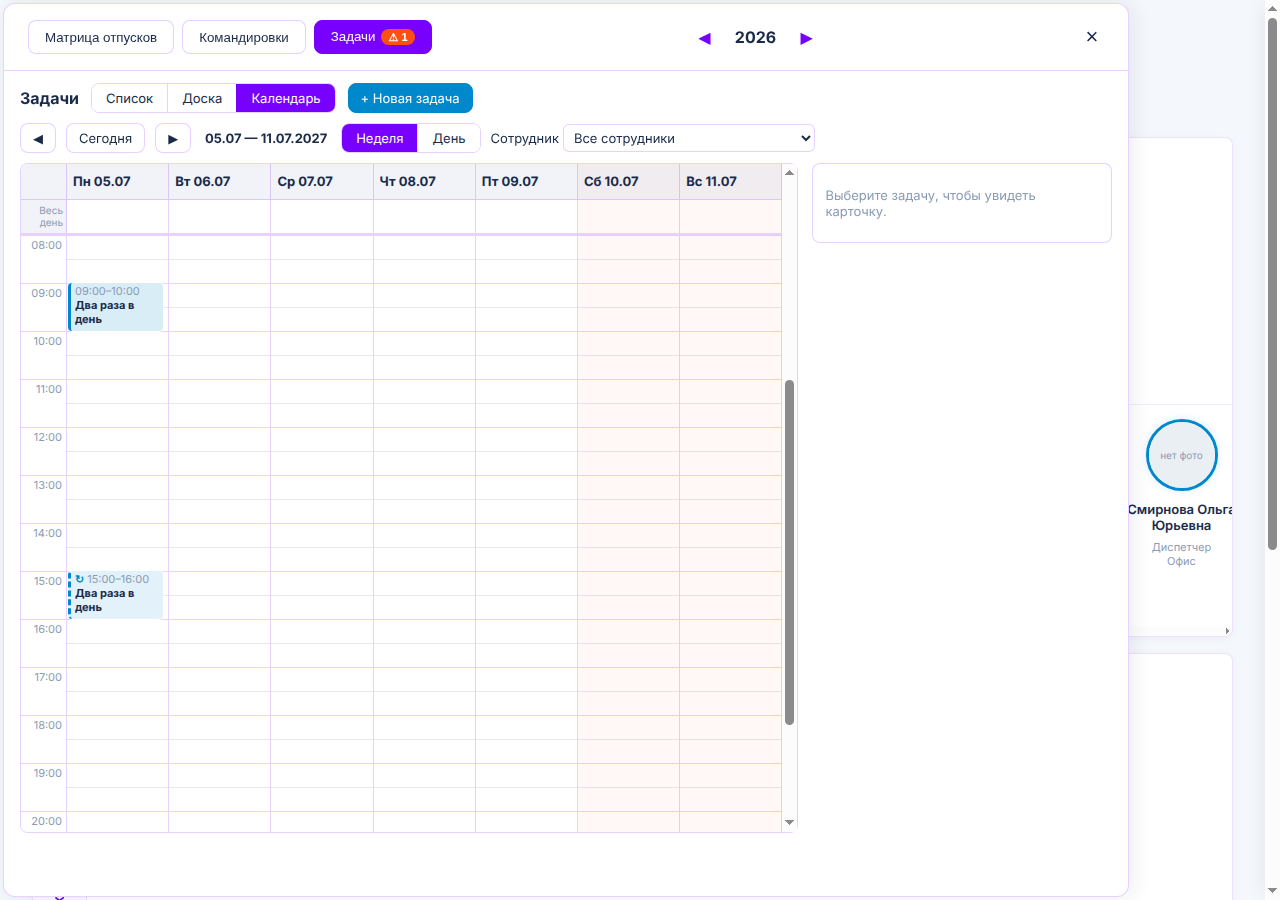 Матрица отпусков Командировки Задачи ⚠ 1 ◀ 2026 ▶ ×
Задачи Список Доска Календарь + Новая задача
◀ Сегодня ▶ 05.07 — 11.07.2027 Неделя День Сотрудник Все сотрудники
Пн 05.07 Вт 06.07 Ср 07.07 Чт 08.07 Пт 09.07 Сб 10.07 Вс 11.07
Весь
день
Выберите задачу, чтобы увидеть
карточку.
08:00
09:00 09:00–10:00
Два раза в
день
10:00
11:00
12:00
13:00
14:00
15:00 ↻ 15:00–16:00
Два раза в
день
16:00
17:00
18:00
19:00
20:00
нет фото
Смирнова Ольга
Юрьевна
Диспетчер
Офис